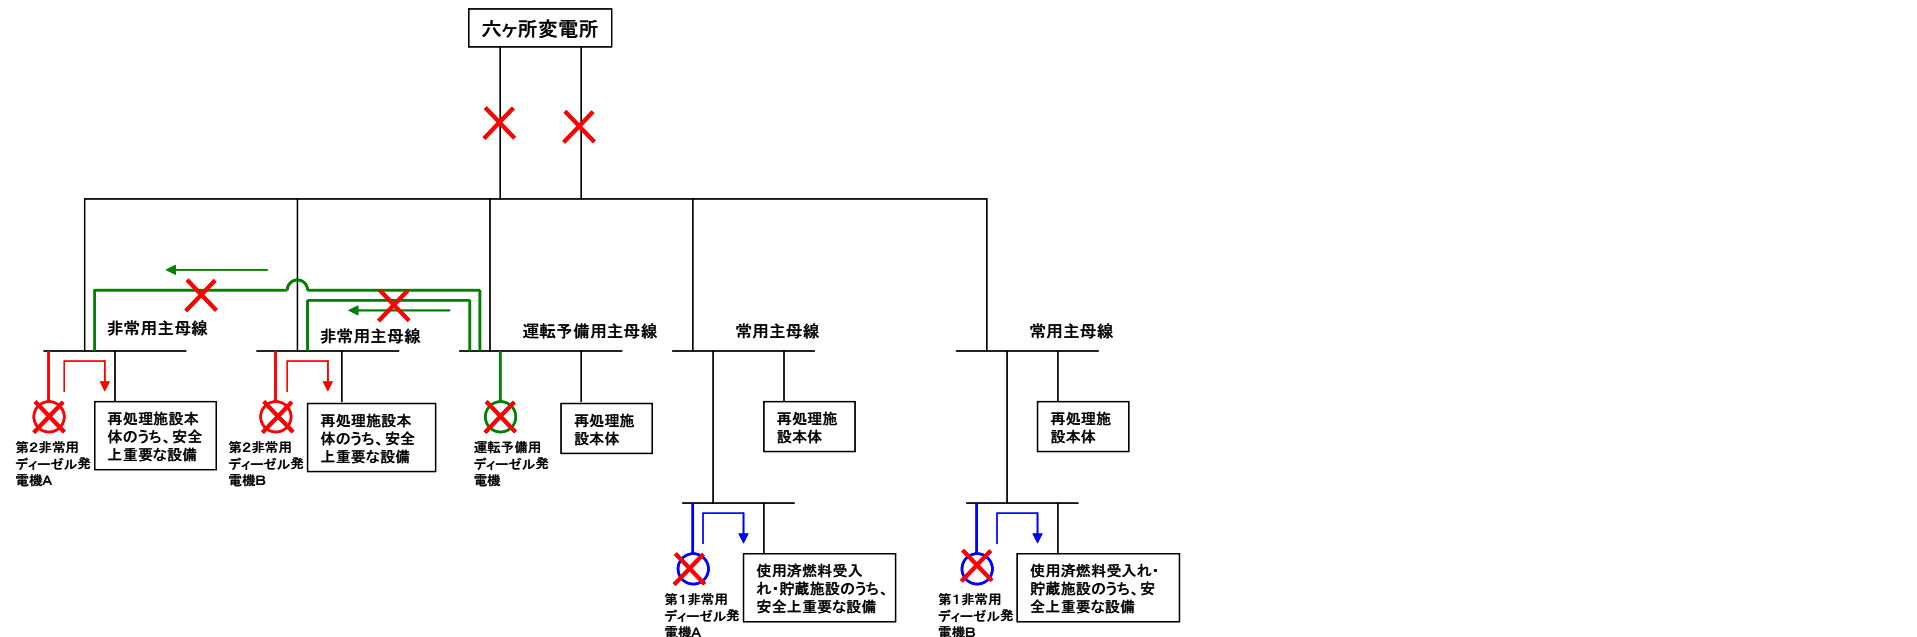 六ヶ所変電所
非常用主母線
非常用主母線
運転予備用主母線
常用主母線
常用主母線
第2非常用
ディーゼル発
電機A
再処理施設本
体のうち、安全
上重要な設備
第2非常用
ディーゼル発
電機B
再処理施設本
体のうち、安全
上重要な設備
運転予備用
ディーゼル発
電機
再処理施
設本体
再処理施
設本体
再処理施
設本体
第1非常用
ディーゼル発
電機A
使用済燃料受入
れ・貯蔵施設のうち、
安全上重要な設備
第1非常用
ディーゼル発
電機B
使用済燃料受入れ・
貯蔵施設のうち、安
全上重要な設備